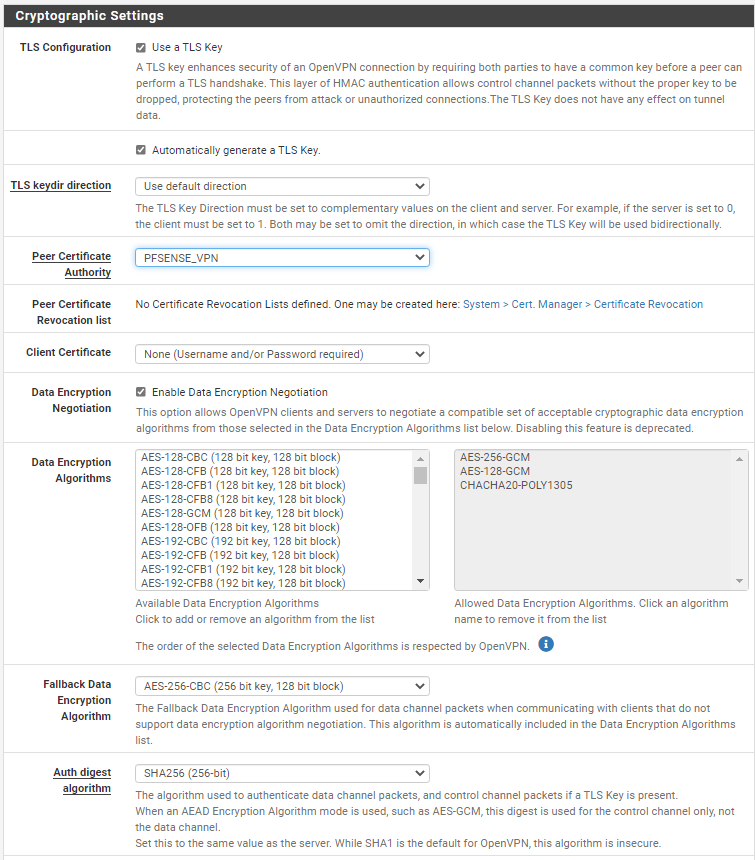 Cryptographic Settings
TLS Configuration
Use a TLS Key
A TLS key enhances security of an OpenVPN connection by requiring both parties to have a common key before a peer can
perform a TLS handshake. This layer of HMAC authentication allows control channel packets without the proper key to be
dropped, protecting the peers from attack or unauthorized connections.The TLS Key does not have any effect on tunnel
data.
Automatically generate a TLS Key.
TLS keydir direction
Use default direction
The TLS Key Direction must be set to complementary values on the client and server. For example, if the server is set to 0,
the client must be set to 1. Both may be set to omit the direction, in which case the TLS Key will be used bidirectionally.
Peer Certificate
Authority
PFSENSE_VPN
Peer Certificate
Revocation list
No Certificate Revocation Lists defined. One may be created here: System > Cert. Manager > Certificate Revocation
Client Certificate
None (Username and/or Password required)
Data Encryption
Negotiation
Enable Data Encryption Negotiation
This option allows OpenVPN clients and servers to negotiate a compatible set of acceptable cryptographic data encryption
algorithms from those selected in the Data Encryption Algorithms list below. Disabling this feature is deprecated.
Data Encryption
Algorithms
AES-128-CBC (128 bit key, 128 bit block)
AES-128-CFB (128 bit key, 128 bit block)
AES-128-CFB1 (128 bit key, 128 bit block)
AES-128-CFB8 (128 bit key, 128 bit block)
AES-128-GCM (128 bit key, 128 bit block)
AES-128-OFB (128 bit key, 128 bit block)
AES-192-CBC (192 bit key, 128 bit block)
AES-192-CFB (192 bit key, 128 bit block)
AES-192-CFB1 (192 bit key, 128 bit block)
AES-192-CFB8 (192 bit key, 128 bit block)
AES-256-GCM
AES-128-GCM
CHACHA20-POLY1305
Available Data Encryption Algorithms
Click to add or remove an algorithm from the list
Allowed Data Encryption Algorithms. Click an algorithm
name to remove it from the list
The order of the selected Data Encryption Algorithms is respected by OpenVPN.
Fallback Data
Encryption
Algorithm
AES-256-CBC (256 bit key, 128 bit block)
The Fallback Data Encryption Algorithm used for data channel packets when communicating with clients that do not
support data encryption algorithm negotiation. This algorithm is automatically included in the Data Encryption Algorithms
list.
Auth digest
algorithm
SHA256 (256-bit)
The algorithm used to authenticate data channel packets, and control channel packets if a TLS Key is present.
When an AEAD Encryption Algorithm mode is used, such as AES-GCM, this digest is used for the control channel only, not
the data channel.
Set this to the same value as the server. While SHA1 is the default for OpenVPN, this algorithm is insecure.